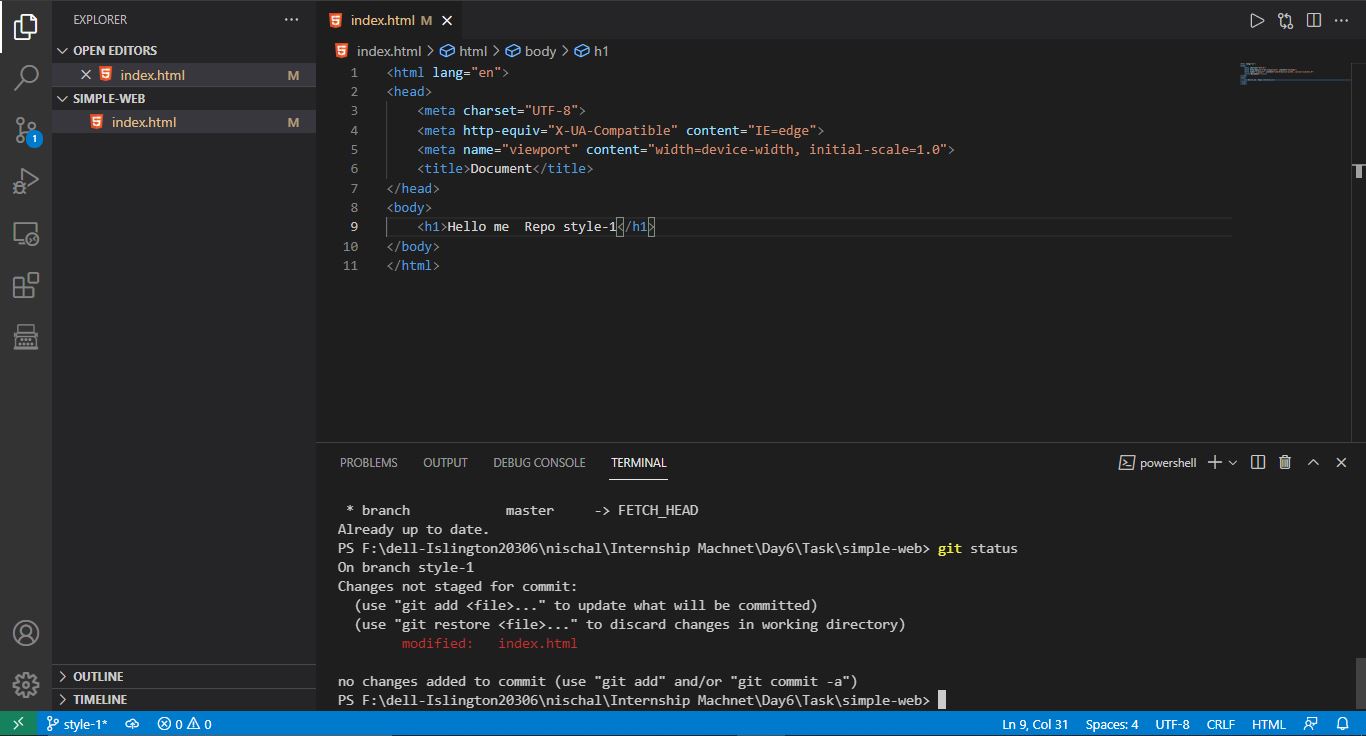 EXPLORER
OPEN EDITORS
index.html M
SIMPLE-WEB
index.html M
1
OUTLINE
TIMELINE
index.html M
index.html > html > body > h1
1 <html lang="en">
2 <head>
3 <meta charset="UTF-8">
4 <meta http-equiv="X-UA-Compatible" content="IE=edge">
5 <meta name="viewport" content="width=device-width, initial-scale=1.0">
6 <title>Document</title>
7 </head>
8 <body>
9 <h1>Hello me  Repo style-1</h1>
10 </body>
11 </html>
PROBLEMS OUTPUT DEBUG CONSOLE TERMINAL powershell
* branch            master     -> FETCH_HEAD
Already up to date.
PS F:\dell-Islington20306\nischal\Internship Machnet\Day6\Task\simple-web> git status
On branch style-1
Changes not staged for commit:
(use "git add <file>..." to update what will be committed)
(use "git restore <file>..." to discard changes in working directory)
modified:   index.html
no changes added to commit (use "git add" and/or "git commit -a")
PS F:\dell-Islington20306\nischal\Internship Machnet\Day6\Task\simple-web>
style-1* 0 0 Ln 9, Col 31 Spaces: 4 UTF-8 CRLF HTML